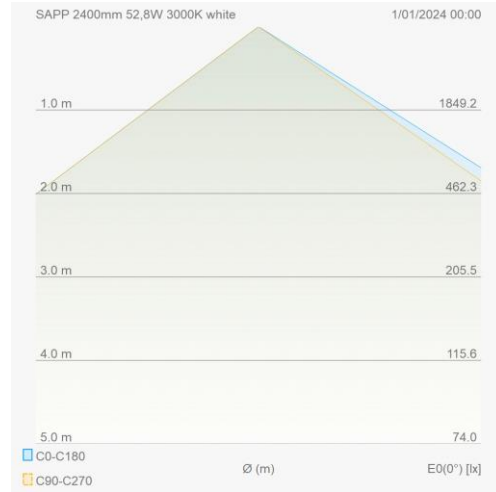 SAPP 2400mm 52,8W 3000K white 1/01/2024 00:00
1.0 m 1849.2
2.0 m 462.3
3.0 m 205.5
4.0 m 115.6
5.0 m 74.0
C0-C180
Ø (m) E0(0°) [lx]
C90-C270